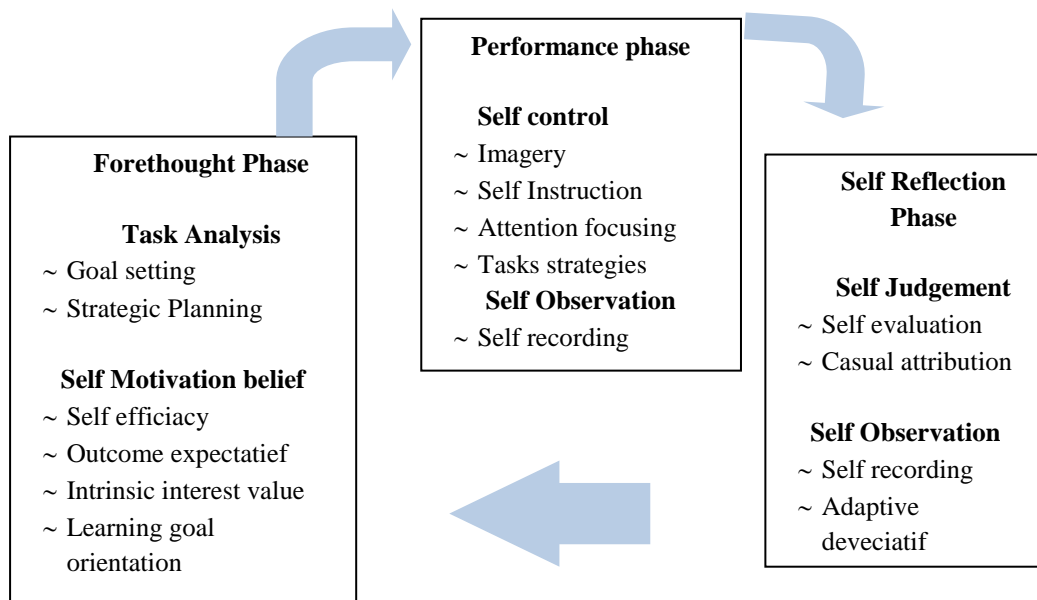 Forethought Phase
Task Analysis
~ Goal setting
~ Strategic Planning
Self Motivation belief
~ Self efficiacy
~ Outcome expectatief
~ Intrinsic interest value
~ Learning goal
orientation
Performance phase
Self control
~ Imagery
~ Self Instruction
~ Attention focusing
~ Tasks strategies
Self Observation
~ Self recording
Self Reflection
Phase
Self Judgement
~ Self evaluation
~ Casual attribution
Self Observation
~ Self recording
~ Adaptive
deveciatif